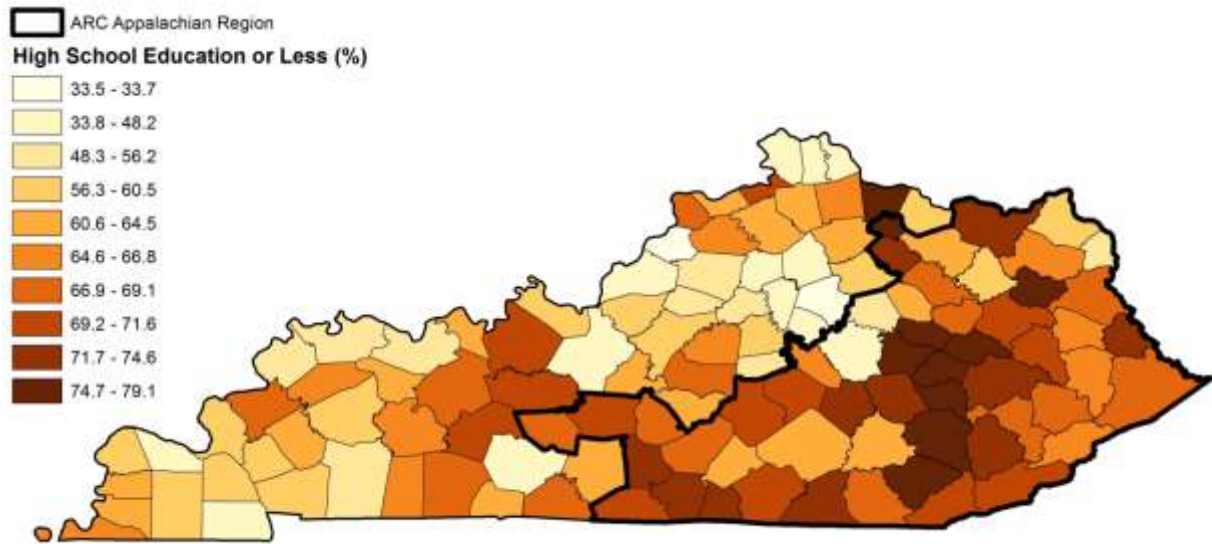 ARC Appalachian Region
High School Education or Less (%)
33.5 - 33.7
33.8 - 48.2
48.3 - 56.2
56.3 - 60.5
60.6 - 64.5
64.6 - 66.8
66.9 - 69.1
69.2 - 71.6
71.7 - 74.6
74.7 - 79.1